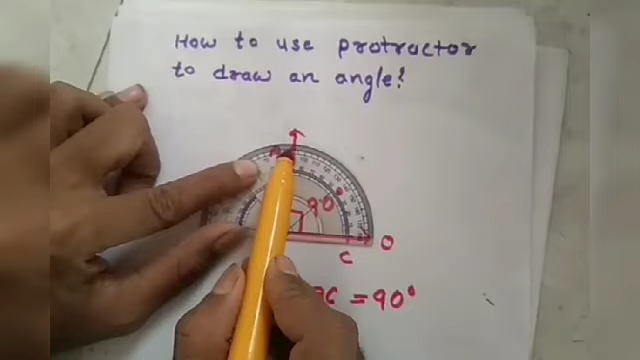 How to use protractor
to draw an angle?
A
90°
C
O
= 90°